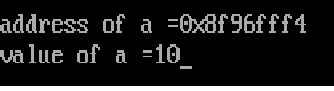 address of a =0x8f96fff4
value of a =10_